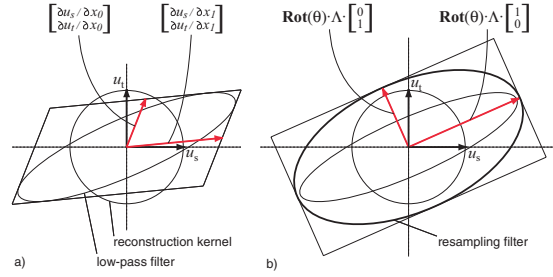 [∂u_s / ∂x_0
∂u_t / ∂x_0]
[∂u_s / ∂x_1
∂u_t / ∂x_1]
u_t
u_s
reconstruction kernel
low-pass filter
a)
Rot(θ)·Λ·[0
1]
Rot(θ)·Λ·[1
0]
u_t
u_s
resampling filter
b)